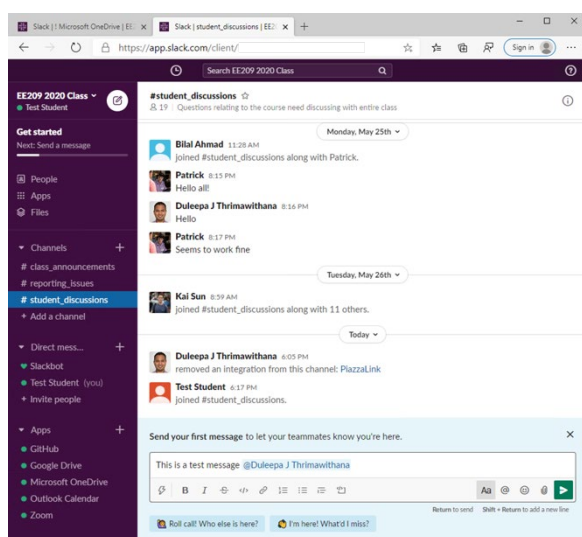 Slack | ! Microsoft OneDrive | EE
Slack | student_discussions | EE2
https://app.slack.com/client/
Sign in
Search EE209 2020 Class
EE209 2020 Class
Test Student
Get started
Next: Send a message
People
Apps
Files
Channels
# class_announcements
# reporting_issues
# student_discussions
+ Add a channel
Direct mess...
Slackbot
Test Student (you)
+ Invite people
Apps
GitHub
Google Drive
Microsoft OneDrive
Outlook Calendar
Zoom
#student_discussions
19 | Questions relating to the course need discussing with entire class
Monday, May 25th
Bilal Ahmad 11:28 AM
joined #student_discussions along with Patrick.
Patrick 8:15 PM
Hello all!
Duleepa J Thrimawithana 8:16 PM
Hello
Patrick 8:17 PM
Seems to work fine
Tuesday, May 26th
Kai Sun 8:59 AM
joined #student_discussions along with 11 others.
Today
Duleepa J Thrimawithana 6:05 PM
removed an integration from this channel: PiazzaLink
Test Student 6:17 PM
joined #student_discussions.
Send your first message to let your teammates know you're here.
This is a test message @Duleepa J Thrimawithana
B I Aa @
Return to send Shift + Return to add a new line
Roll call! Who else is here?
I'm here! What'd I miss?